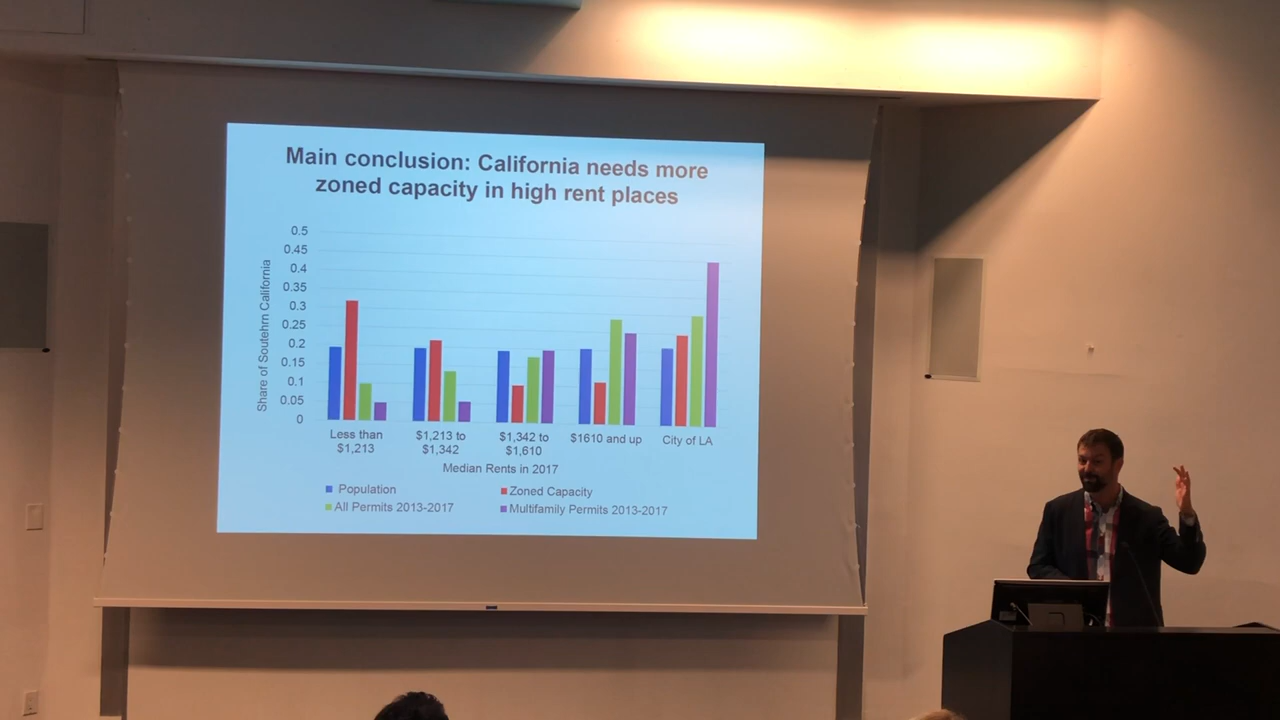 Main conclusion: California needs more
zoned capacity in high rent places
0.5
0.45
0.4
0.35
0.3
0.25
0.2
0.15
0.1
0.05
0
Share of Soutehrn California
Less than
$1,213
$1,213 to
$1,342
$1,342 to
$1,610
$1610 and up
City of LA
Median Rents in 2017
Population
Zoned Capacity
All Permits 2013-2017
Multifamily Permits 2013-2017